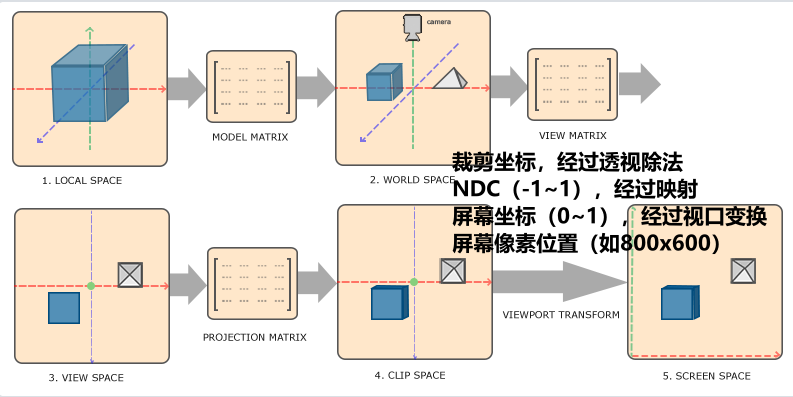 camera
MODEL MATRIX
VIEW MATRIX
1. LOCAL SPACE
2. WORLD SPACE
裁剪坐标，经过透视除法
NDC（-1~1），经过映射
屏幕坐标（0~1），经过视口变换
屏幕像素位置（如800x600）
PROJECTION MATRIX
VIEWPORT TRANSFORM
3. VIEW SPACE
4. CLIP SPACE
5. SCREEN SPACE